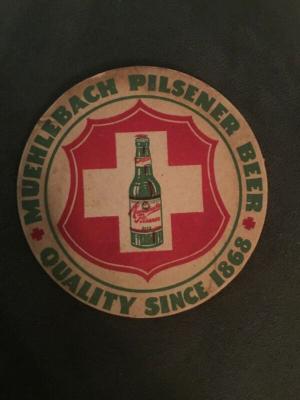 MUEHLEBACH PILSENER BEER
QUALITY SINCE 1868